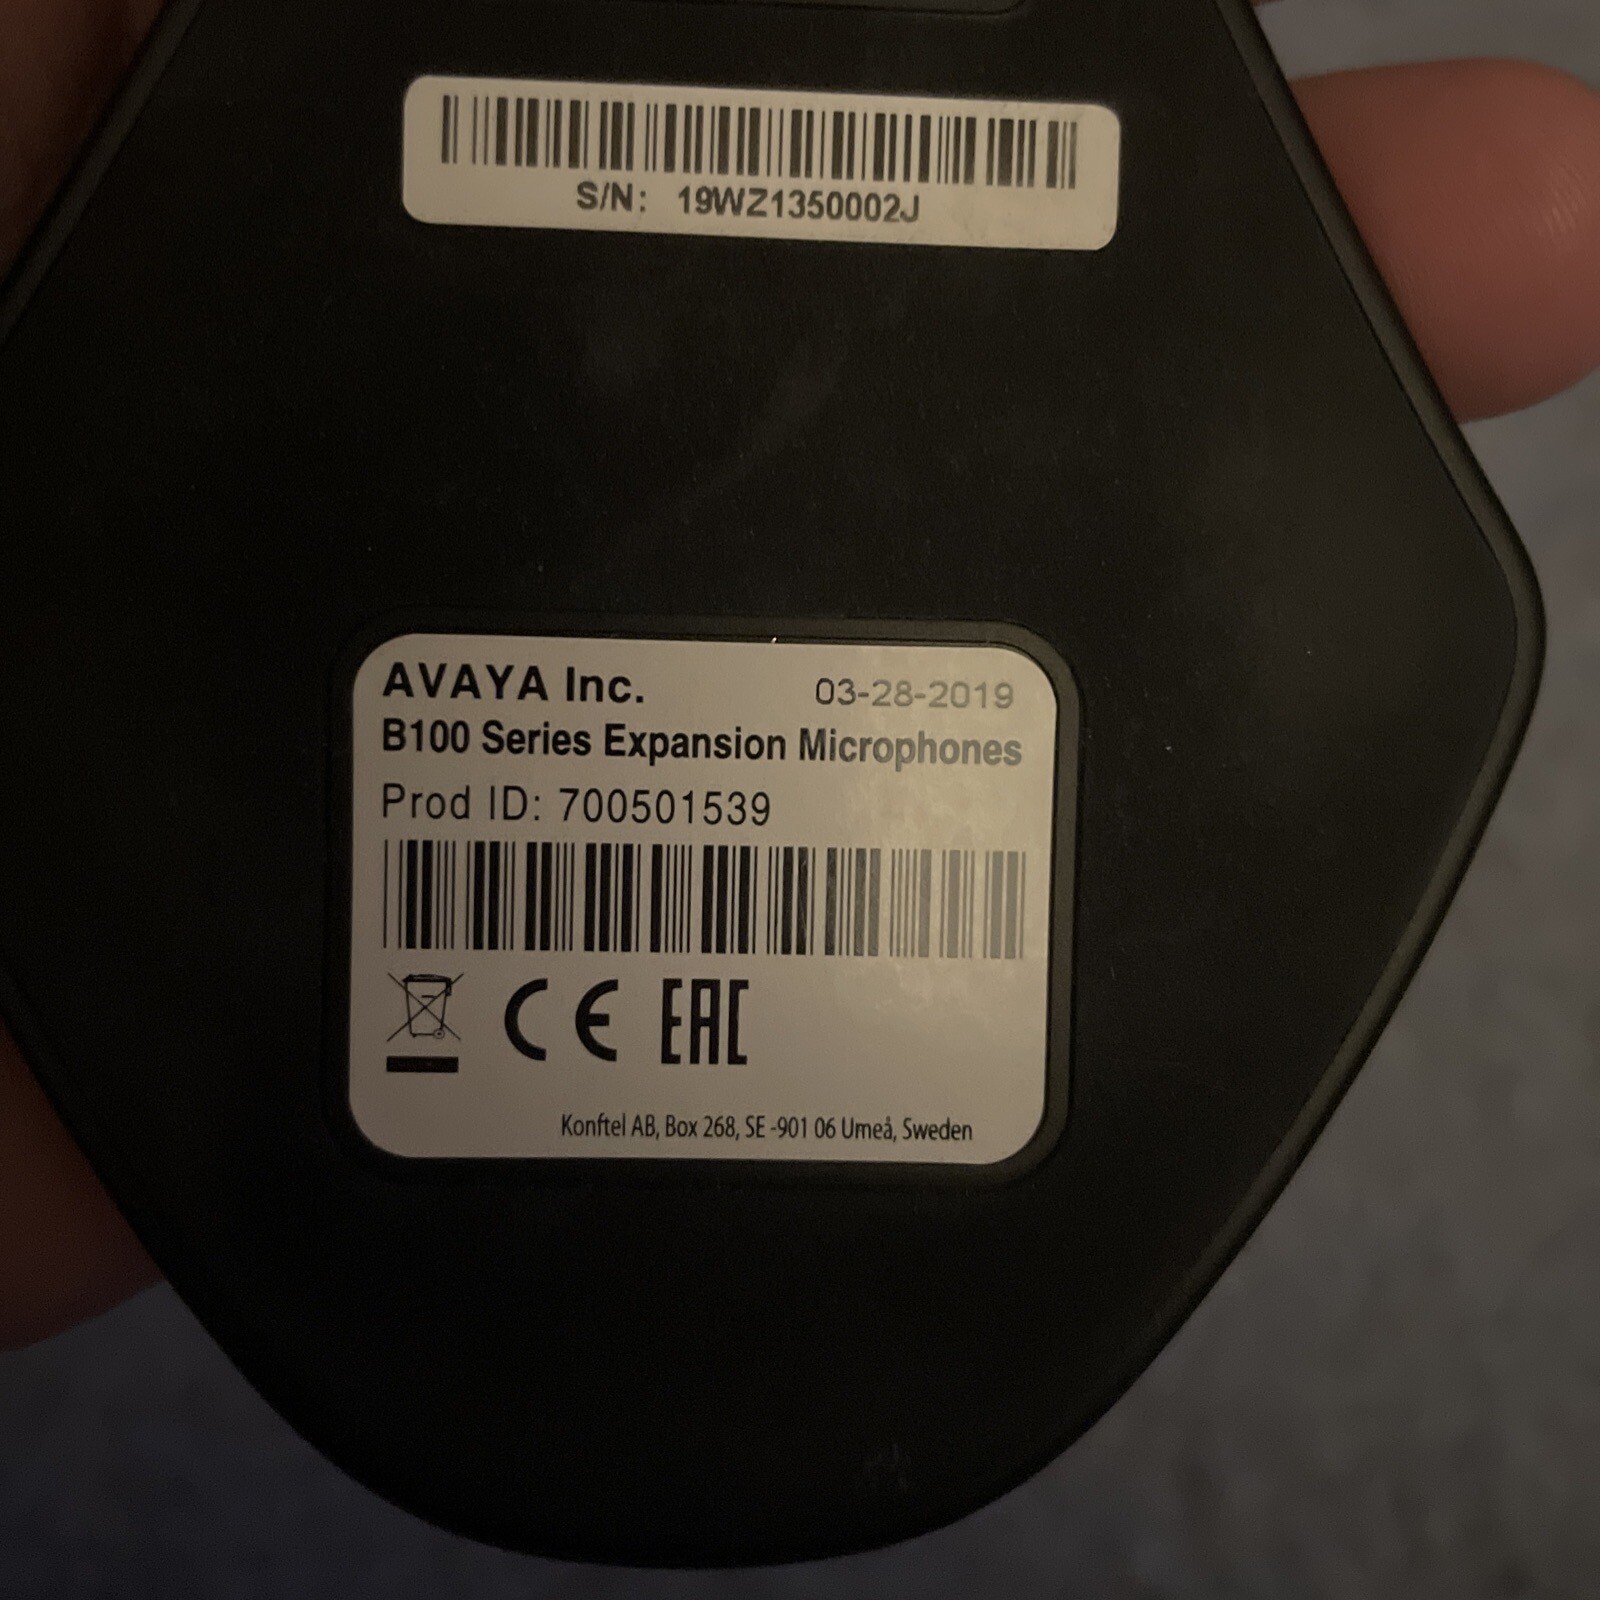 S/N: 19WZ1350002J
AVAYA Inc. 03-28-2019
B100 Series Expansion Microphones
Prod ID: 700501539
CE EAC
Konftel AB, Box 268, SE -901 06 Umeå, Sweden